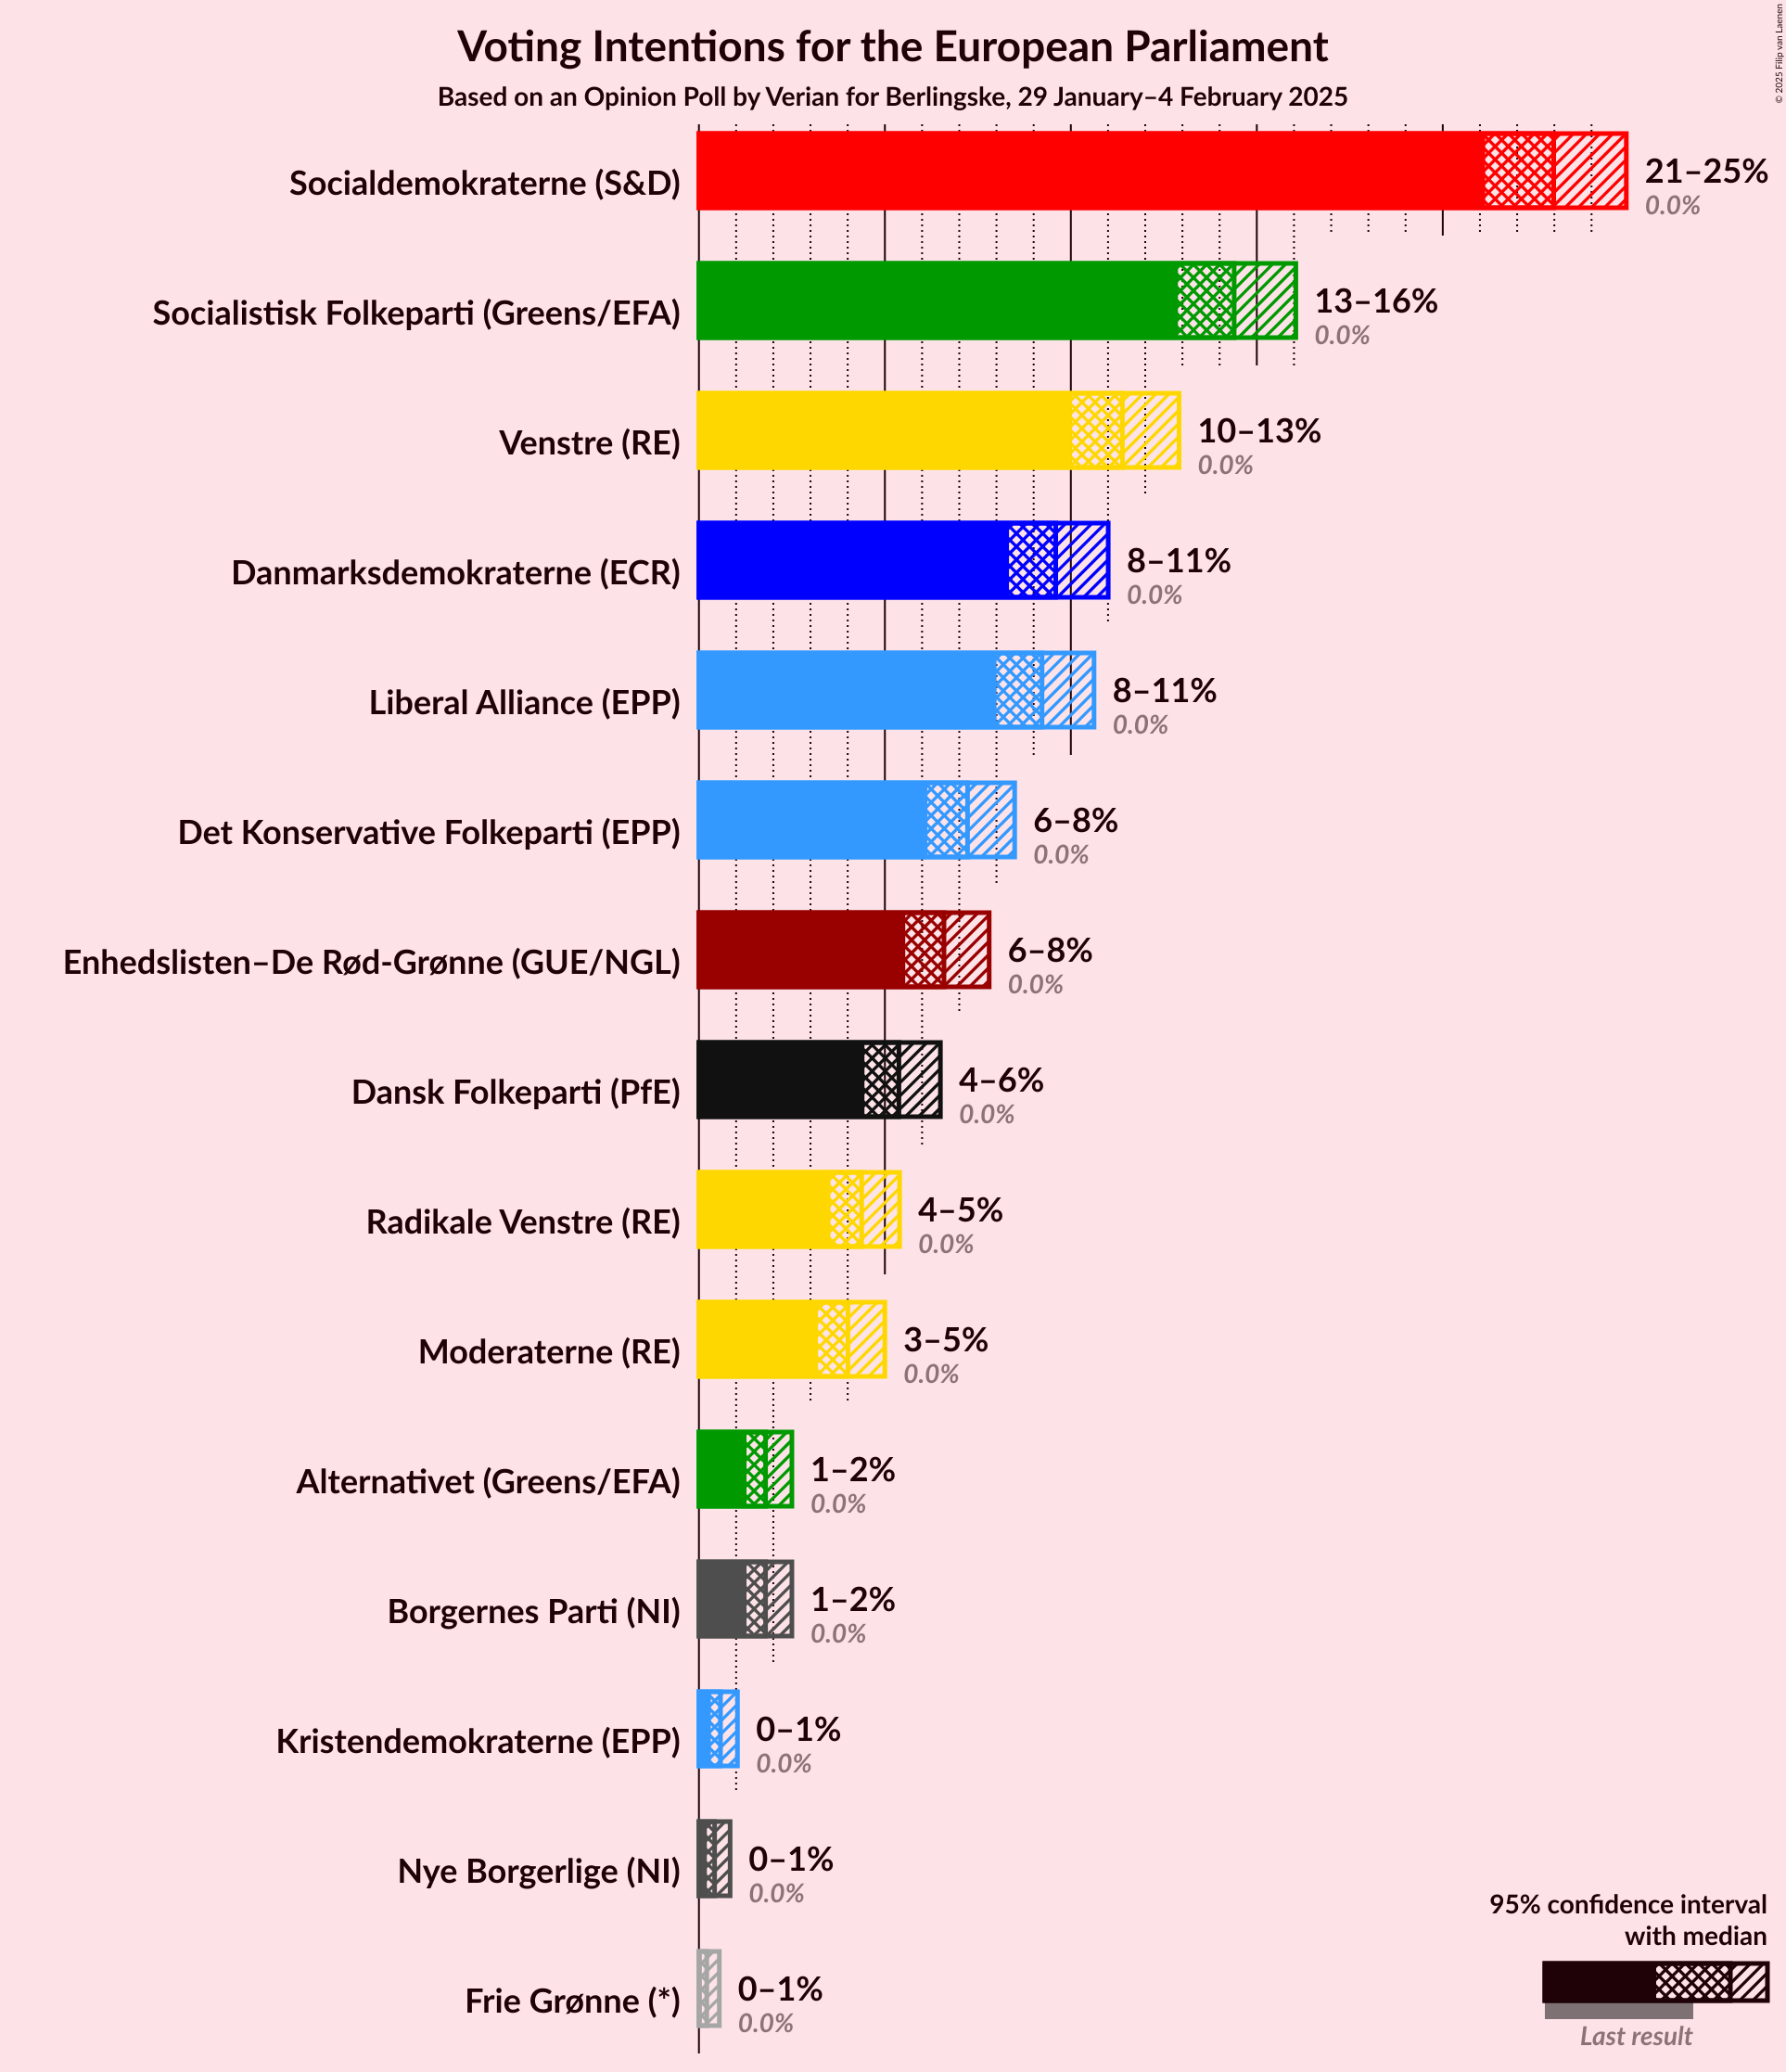 Voting Intentions for the European Parliament
Based on an Opinion Poll by Verian for Berlingske, 29 January–4 February 2025
© 2025 Filip van Laenen
Socialdemokraterne (S&D)
21–25%
0.0%
Socialistisk Folkeparti (Greens/EFA)
13–16%
0.0%
Venstre (RE)
10–13%
0.0%
Danmarksdemokraterne (ECR)
8–11%
0.0%
Liberal Alliance (EPP)
8–11%
0.0%
Det Konservative Folkeparti (EPP)
6–8%
0.0%
Enhedslisten–De Rød-Grønne (GUE/NGL)
6–8%
0.0%
Dansk Folkeparti (PfE)
4–6%
0.0%
Radikale Venstre (RE)
4–5%
0.0%
Moderaterne (RE)
3–5%
0.0%
Alternativet (Greens/EFA)
1–2%
0.0%
Borgernes Parti (NI)
1–2%
0.0%
Kristendemokraterne (EPP)
0–1%
0.0%
Nye Borgerlige (NI)
0–1%
0.0%
Frie Grønne (*)
0–1%
0.0%
95% confidence interval
with median
Last result